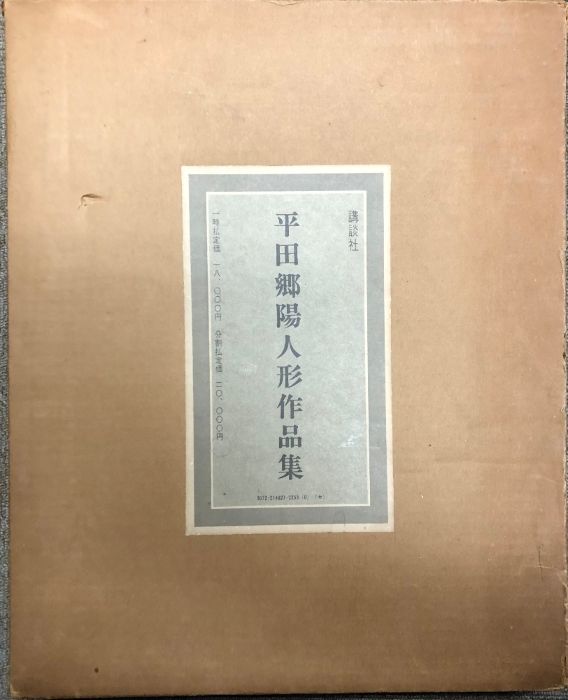 講談社
平田郷陽人形作品集
一時払定価 一八、〇〇〇円 分割払定価 二〇、〇〇〇円